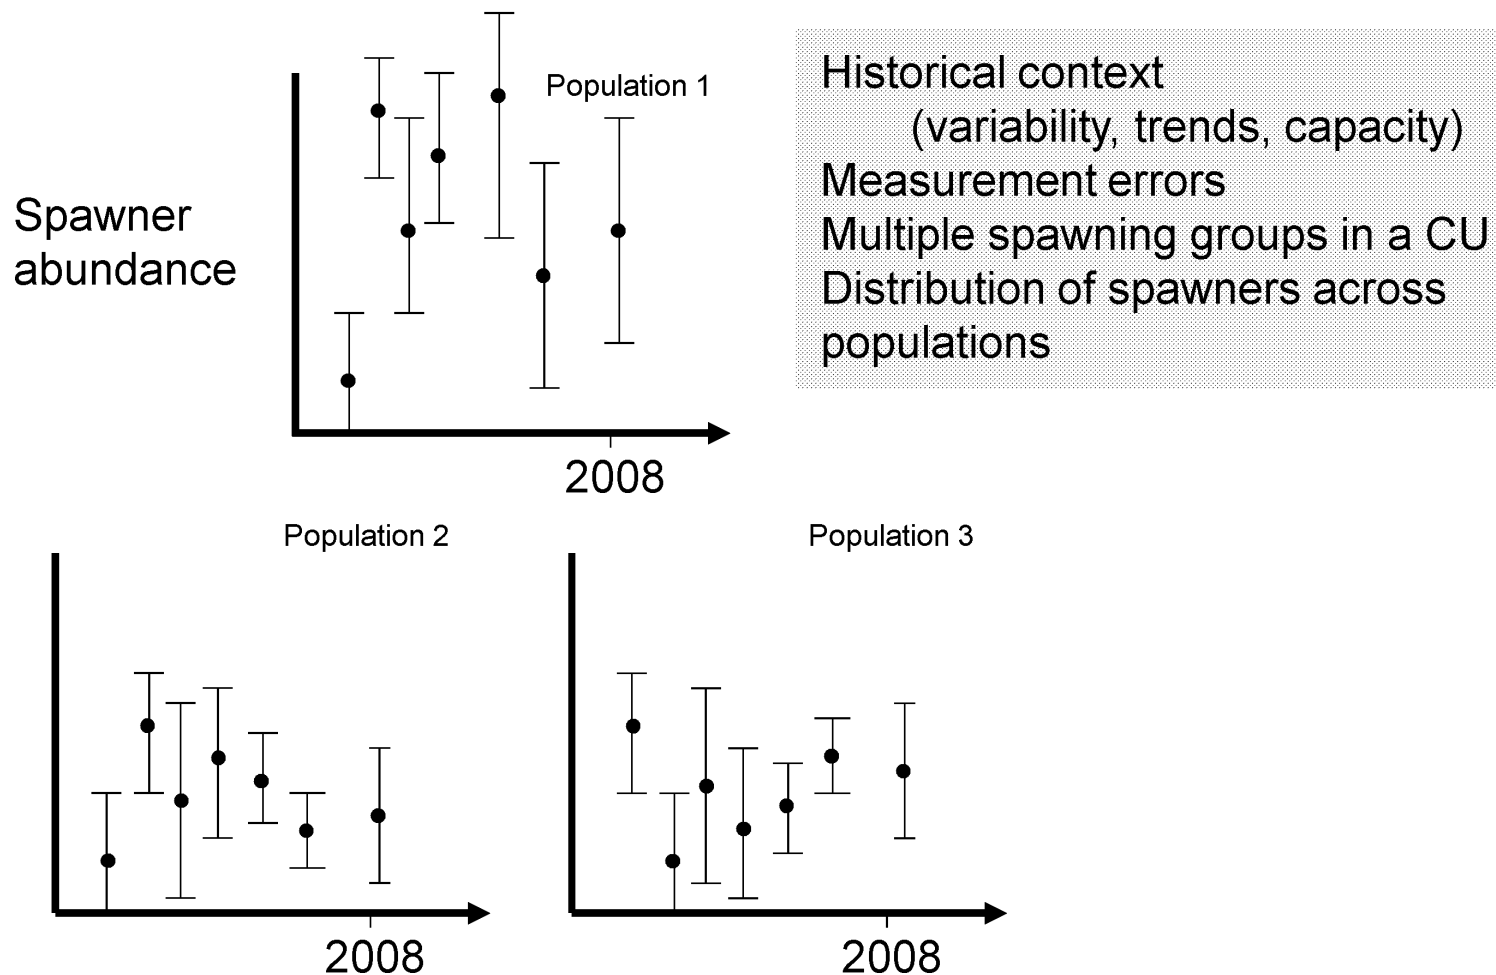 Population 1
Spawner
abundance
2008
Historical context
(variability, trends, capacity)
Measurement errors
Multiple spawning groups in a CU
Distribution of spawners across
populations
Population 2
2008
Population 3
2008